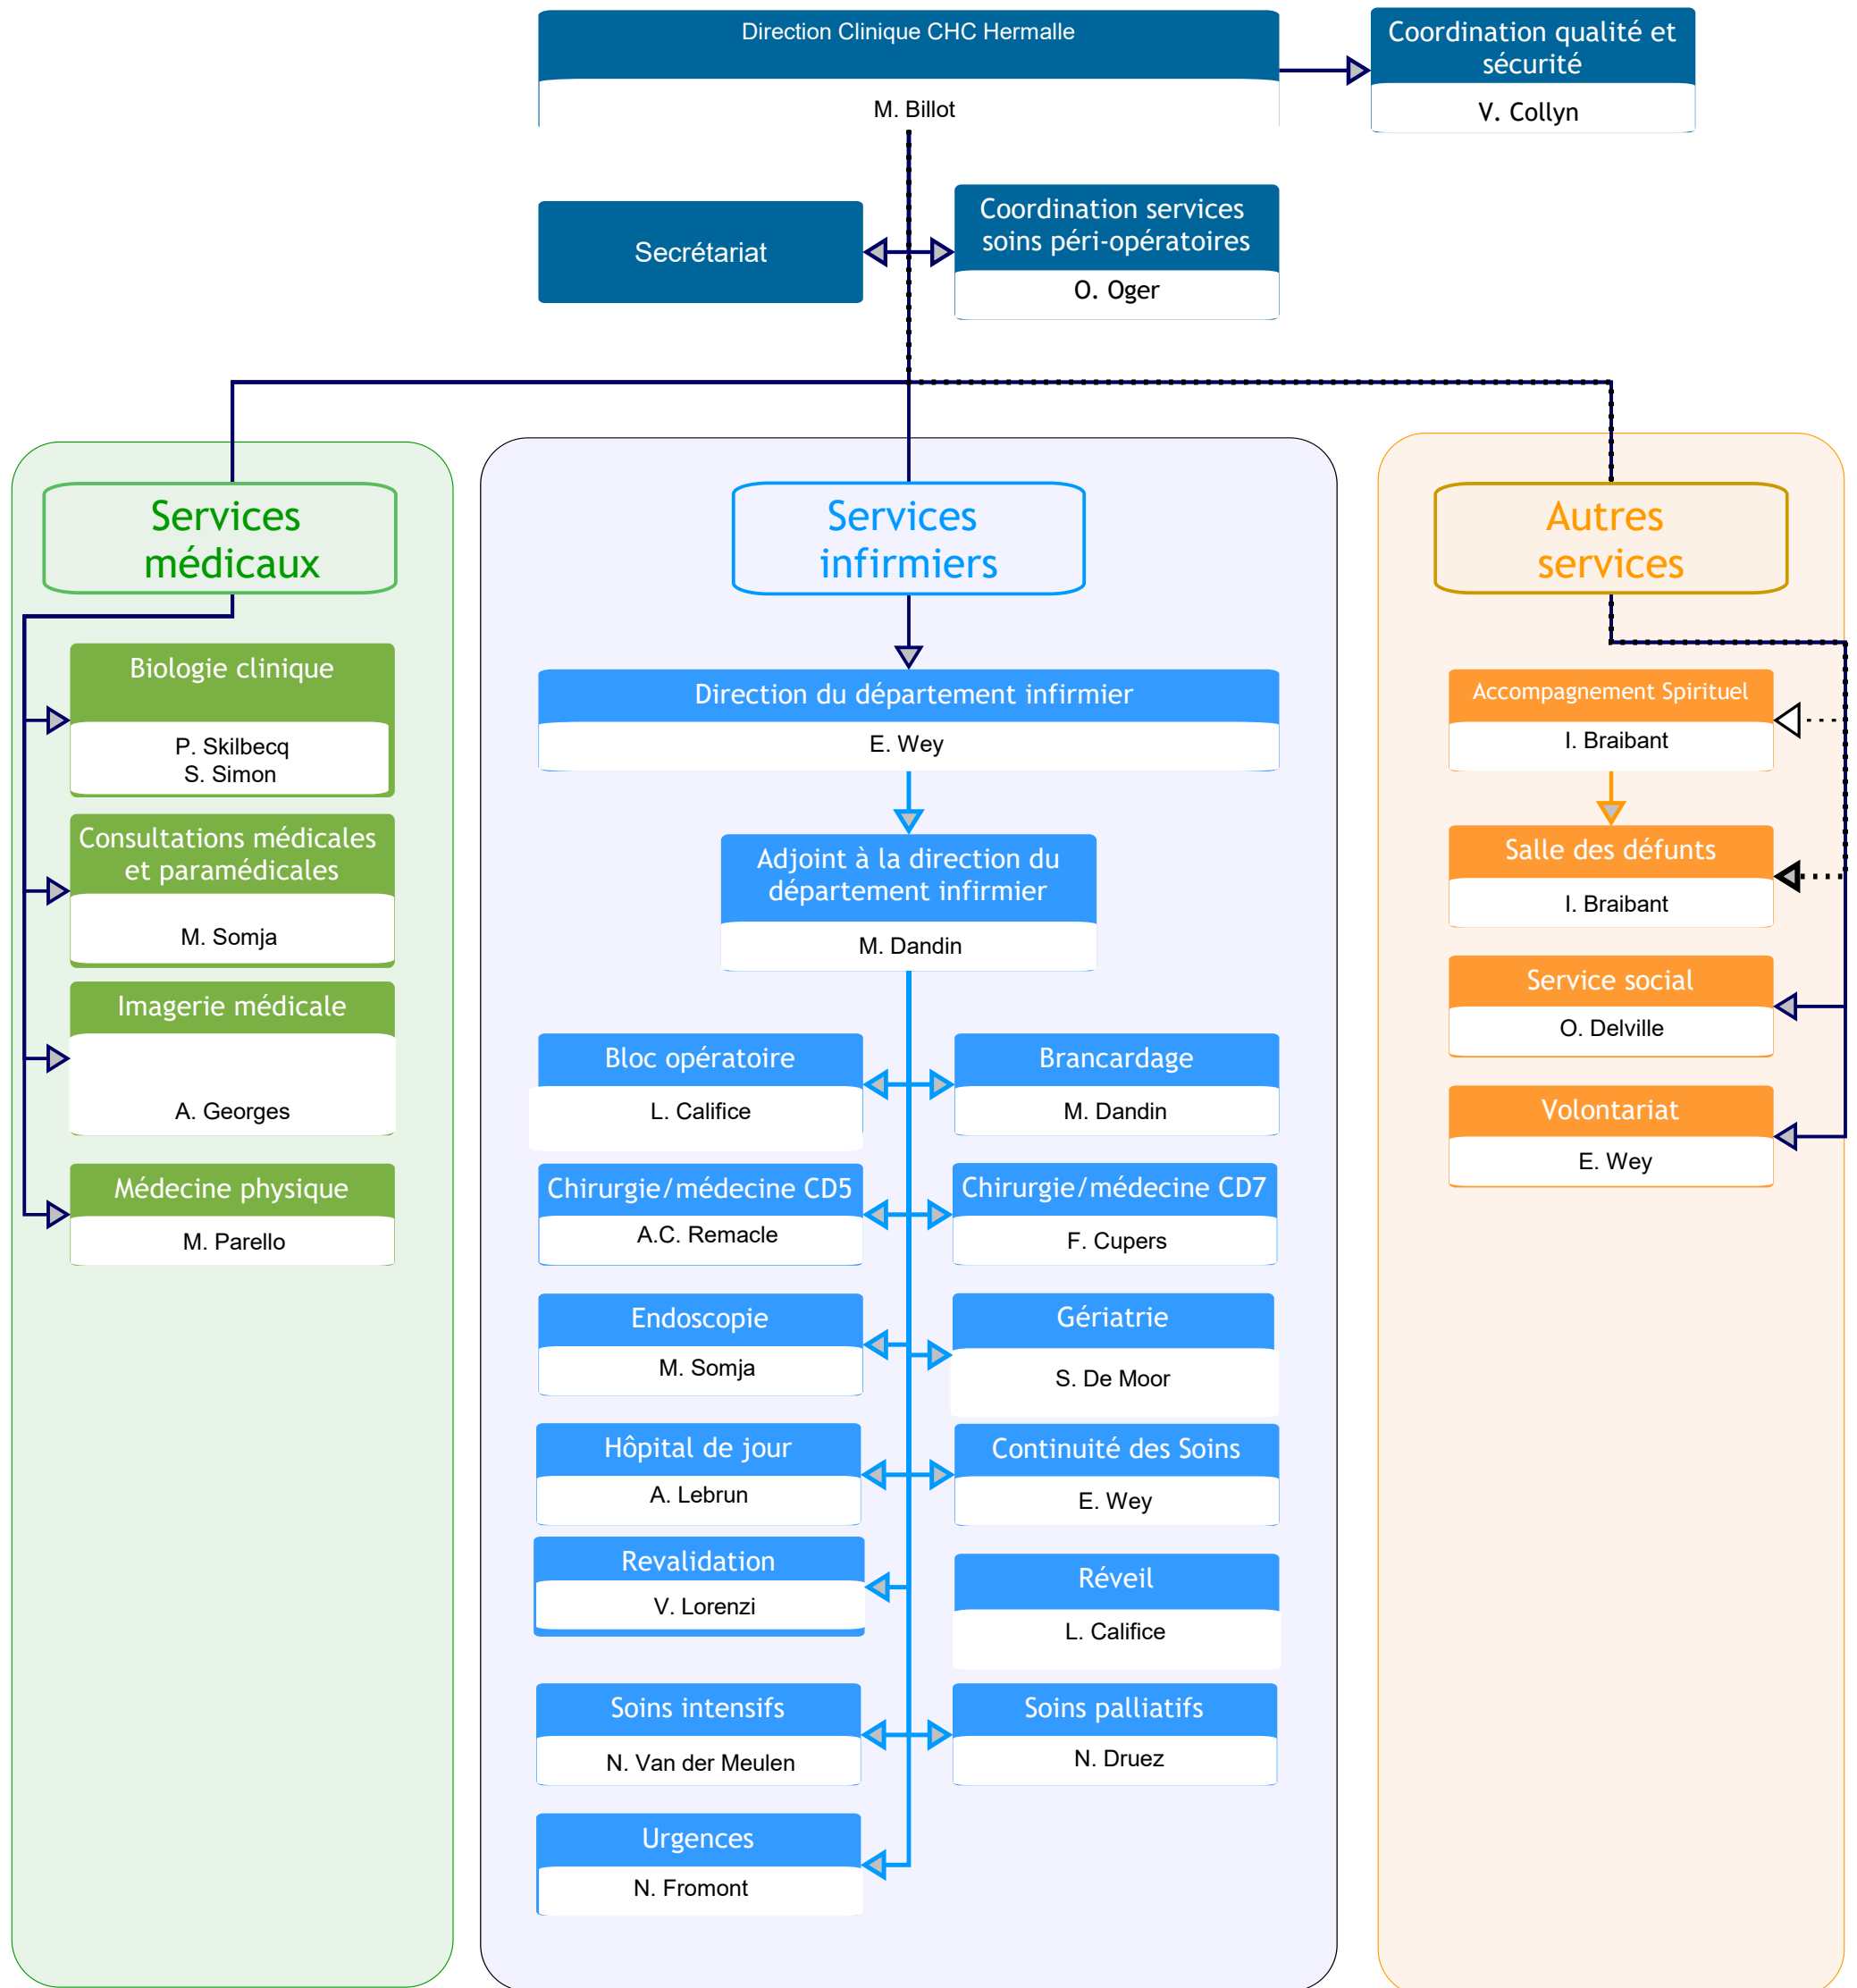 Direction Clinique CHC Hermalle
M. Billot
Coordination qualité et
sécurité
V. Collyn
Secrétariat
Coordination services
soins péri-opératoires
O. Oger
Services
médicaux
Biologie clinique
P. Skilbecq
S. Simon
Consultations médicales
et paramédicales
M. Somja
Imagerie médicale
A. Georges
Médecine physique
M. Parello
Services
infirmiers
Direction du département infirmier
E. Wey
Adjoint à la direction du
département infirmier
M. Dandin
Bloc opératoire
L. Califice
Brancardage
M. Dandin
Chirurgie/médecine CD5
A.C. Remacle
Chirurgie/médecine CD7
F. Cupers
Endoscopie
M. Somja
Gériatrie
S. De Moor
Hôpital de jour
A. Lebrun
Continuité des Soins
E. Wey
Revalidation
V. Lorenzi
Réveil
L. Califice
Soins intensifs
N. Van der Meulen
Soins palliatifs
N. Druez
Urgences
N. Fromont
Autres
services
Accompagnement Spirituel
I. Braibant
Salle des défunts
I. Braibant
Service social
O. Delville
Volontariat
E. Wey